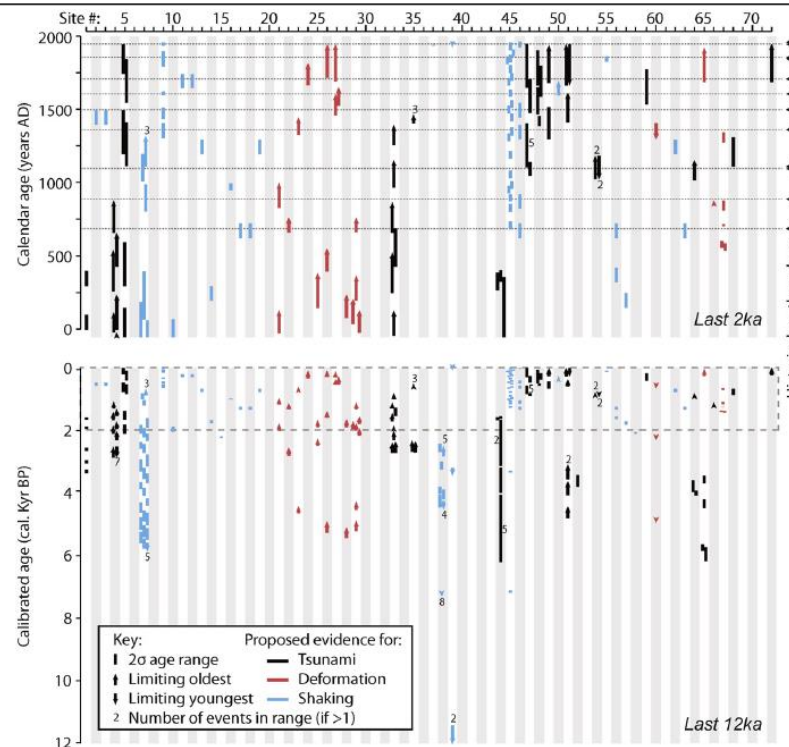 Site #: 5 10 15 20 25 30 35 40 45 50 55 60 65 70
2000
1500
1000
500
0
Calendar age (years AD)
3
3
5
2
2
Last 2ka
0
2
4
6
8
10
12
Calibrated age (cal. Kyr BP)
3
7
5
3
5
4
8
2
2
5
5
2
2
2
Key:
2σ age range
Limiting oldest
Limiting youngest
2 Number of events in range (if >1)
Proposed evidence for:
Tsunami
Deformation
Shaking
Last 12ka